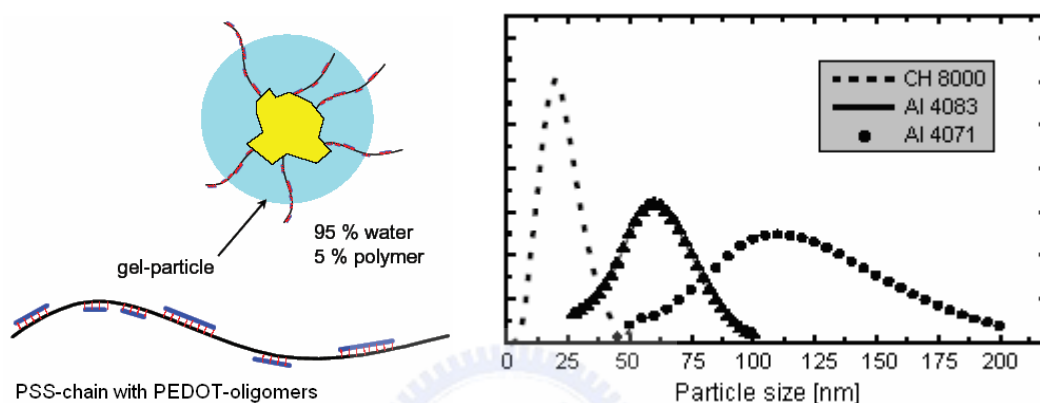 95 % water
5 % polymer
gel-particle
PSS-chain with PEDOT-oligomers
CH 8000
AI 4083
AI 4071
0 25 50 75 100 125 150 175 200
Particle size [nm]